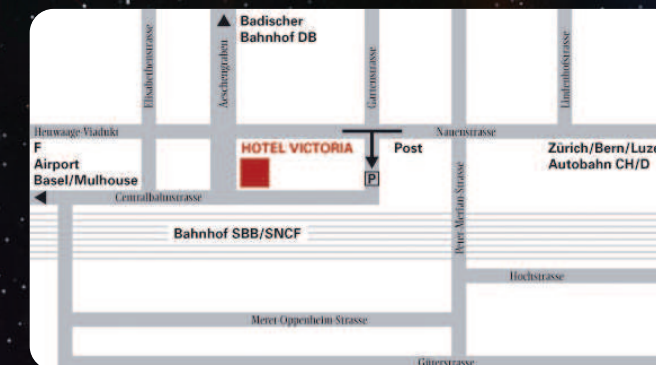 Badischer
Bahnhof DB
Elisabethenstrasse
Aeschengraben
Gartenstrasse
Lindenhofstrasse
Heuwaage-Viadukt
Nauenstrasse
F
Airport
Basel/Mulhouse
HOTEL VICTORIA
Post
P
Zürich/Bern/Luze
Autobahn CH/D
Centralbahnstrasse
Peter Merian-Strasse
Bahnhof SBB/SNCF
Hochstrasse
Meret Oppenheim-Strasse
Güterstrasse